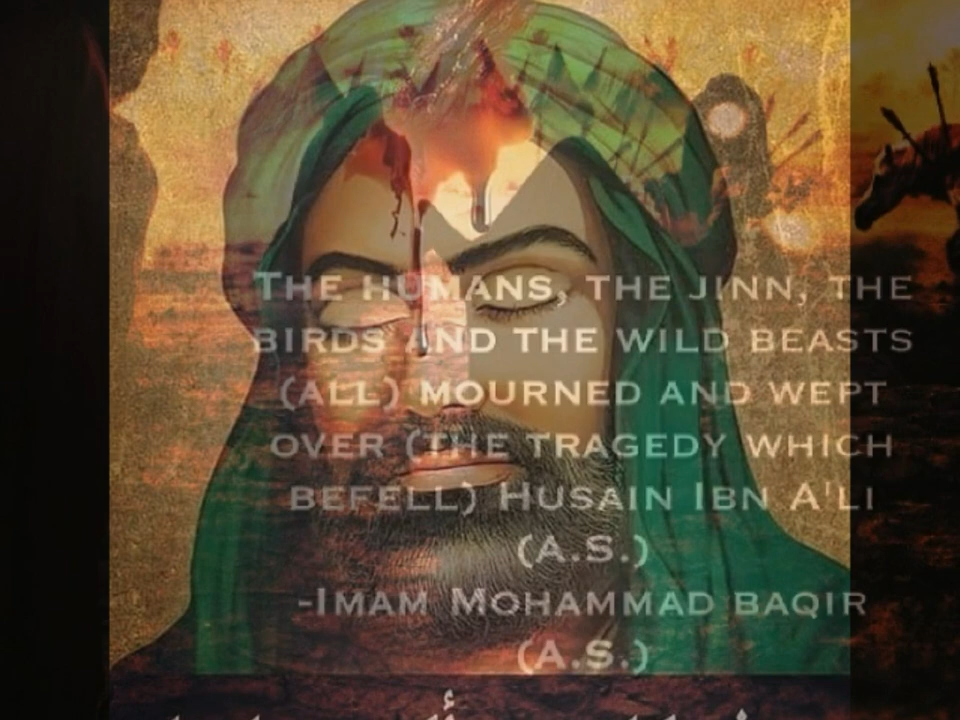 The humans, the jinn, the
birds and the wild beasts
(all) mourned and wept
over (the tragedy which
befell) Husain Ibn A'li
(a.s.)
-Imam Mohammad baqir
(a.s.)